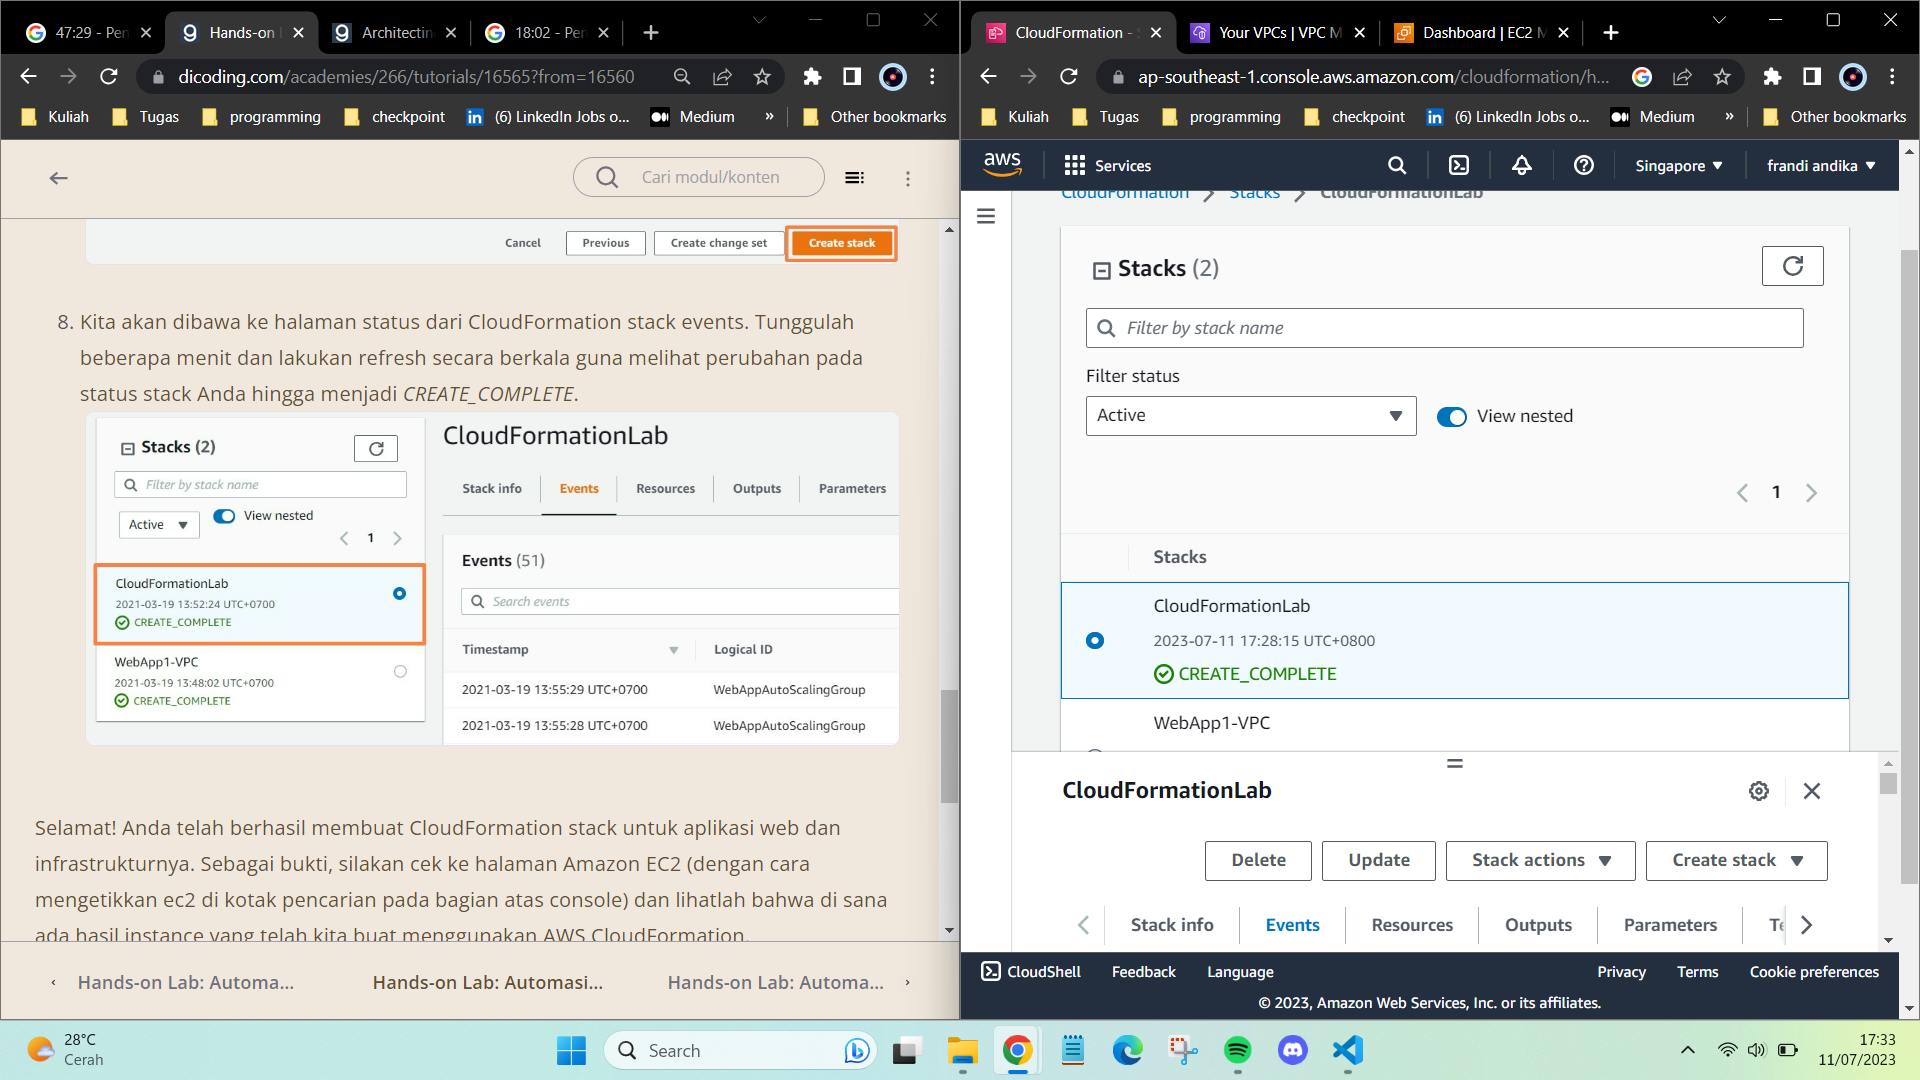 47:29 - Pen
Hands-on
Architectin
18:02 - Pen
dicoding.com/academies/266/tutorials/16565?from=16560
Kuliah
Tugas
programming
checkpoint
(6) LinkedIn Jobs o...
Medium
»
Other bookmarks
Cari modul/konten
Cancel
Previous
Create change set
Create stack
8. Kita akan dibawa ke halaman status dari CloudFormation stack events. Tunggulah
beberapa menit dan lakukan refresh secara berkala guna melihat perubahan pada
status stack Anda hingga menjadi CREATE_COMPLETE.
Stacks (2)
Filter by stack name
Active
View nested
1
CloudFormationLab
2021-03-19 13:52:24 UTC+0700
CREATE_COMPLETE
WebApp1-VPC
2021-03-19 13:48:02 UTC+0700
CREATE_COMPLETE
CloudFormationLab
Stack info
Events
Resources
Outputs
Parameters
Events (51)
Search events
Timestamp
Logical ID
2021-03-19 13:55:29 UTC+0700
WebAppAutoScalingGroup
2021-03-19 13:55:28 UTC+0700
WebAppAutoScalingGroup
Selamat! Anda telah berhasil membuat CloudFormation stack untuk aplikasi web dan
infrastrukturnya. Sebagai bukti, silakan cek ke halaman Amazon EC2 (dengan cara
mengetikkan ec2 di kotak pencarian pada bagian atas console) dan lihatlah bahwa di sana
ada hasil instance yang telah kita buat menggunakan AWS CloudFormation.
Hands-on Lab: Automa...
Hands-on Lab: Automasi...
Hands-on Lab: Automa...
CloudFormation - S
Your VPCs | VPC M
Dashboard | EC2 M
ap-southeast-1.console.aws.amazon.com/cloudformation/h...
Kuliah
Tugas
programming
checkpoint
(6) LinkedIn Jobs o...
Medium
»
Other bookmarks
aws
Services
Singapore
frandi andika
CloudFormation
Stacks
CloudFormationLab
Stacks (2)
Filter by stack name
Filter status
Active
View nested
1
Stacks
CloudFormationLab
2023-07-11 17:28:15 UTC+0800
CREATE_COMPLETE
WebApp1-VPC
CloudFormationLab
Delete
Update
Stack actions
Create stack
Stack info
Events
Resources
Outputs
Parameters
CloudShell
Feedback
Language
Privacy
Terms
Cookie preferences
© 2023, Amazon Web Services, Inc. or its affiliates.
28°C
Cerah
Search
17:33
11/07/2023